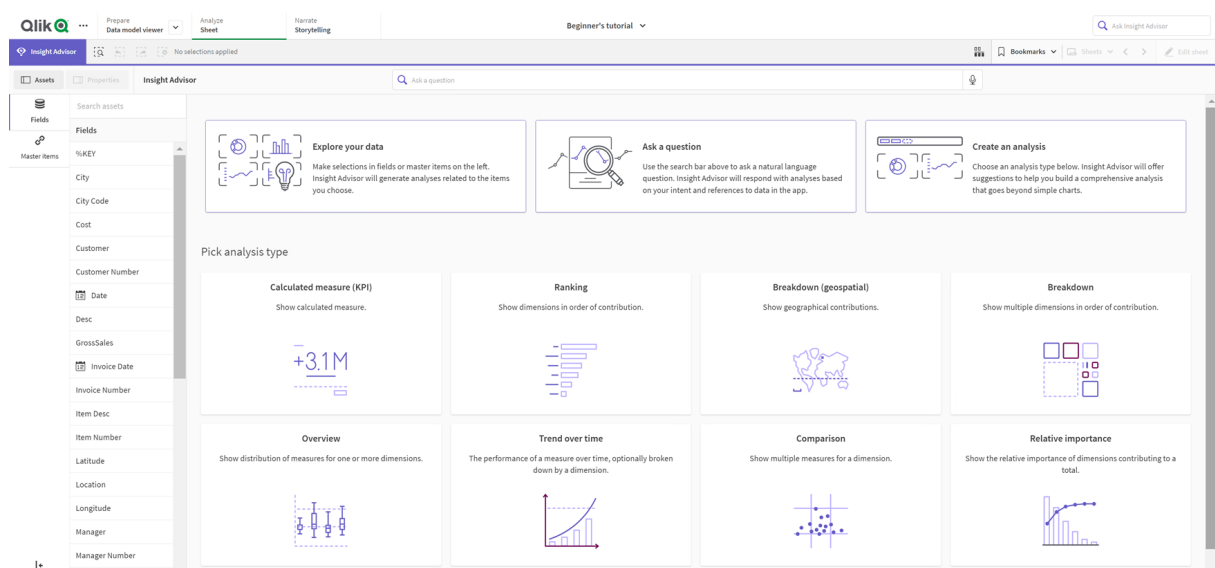 Qlik
Prepare
Data model viewer
Analyze
Sheet
Narrate
Storytelling
Beginner's tutorial
Ask Insight Advisor
Insight Advisor
No selections applied
Bookmarks
Sheets
Edit sheet
Assets
Properties
Insight Advisor
Ask a question
Fields
Master items
Search assets
Fields
%KEY
City
City Code
Cost
Customer
Customer Number
Date
Desc
GrossSales
Invoice Date
Invoice Number
Item Desc
Item Number
Latitude
Location
Longitude
Manager
Manager Number
Explore your data
Make selections in fields or master items on the left.
Insight Advisor will generate analyses related to the items
you choose.
Ask a question
Use the search bar above to ask a natural language
question. Insight Advisor will respond with analyses based
on your intent and references to data in the app.
Create an analysis
Choose an analysis type below. Insight Advisor will offer
suggestions to help you build a comprehensive analysis
that goes beyond simple charts.
Pick analysis type
Calculated measure (KPI)
Show calculated measure.
+3.1M
Ranking
Show dimensions in order of contribution.
Breakdown (geospatial)
Show geographical contributions.
Breakdown
Show multiple dimensions in order of contribution.
Overview
Show distribution of measures for one or more dimensions.
Trend over time
The performance of a measure over time, optionally broken
down by a dimension.
Comparison
Show multiple measures for a dimension.
Relative importance
Show the relative importance of dimensions contributing to a
total.